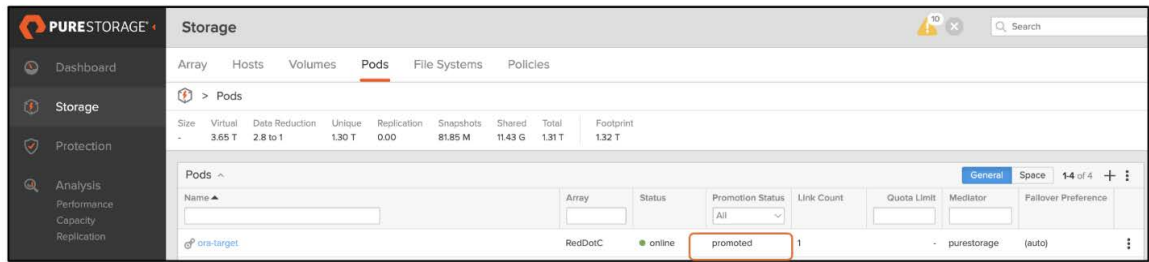 PURESTORAGE®
Storage
10
Search
Dashboard
Storage
Protection
Analysis
Performance
Capacity
Replication
Array Hosts Volumes Pods File Systems Policies
> Pods
Size Virtual Data Reduction Unique Replication Snapshots Shared Total Footprint
- 3.65 T 2.8 to 1 1.30 T 0.00 81.85 M 11.43 G 1.31 T 1.32 T
Pods
General Space 1-4 of 4 +
Name Array Status Promotion Status Link Count Quota Limit Mediator Failover Preference
All
ora-target RedDotC online promoted 1 - purestorage (auto)